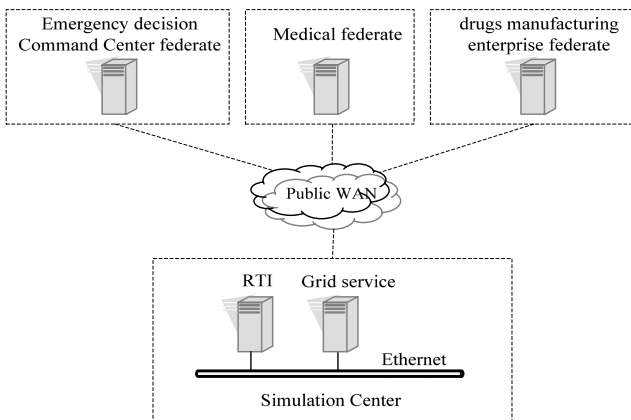 Emergency decision
Command Center federate
Medical federate
drugs manufacturing
enterprise federate
Public WAN
RTI
Grid service
Ethernet
Simulation Center